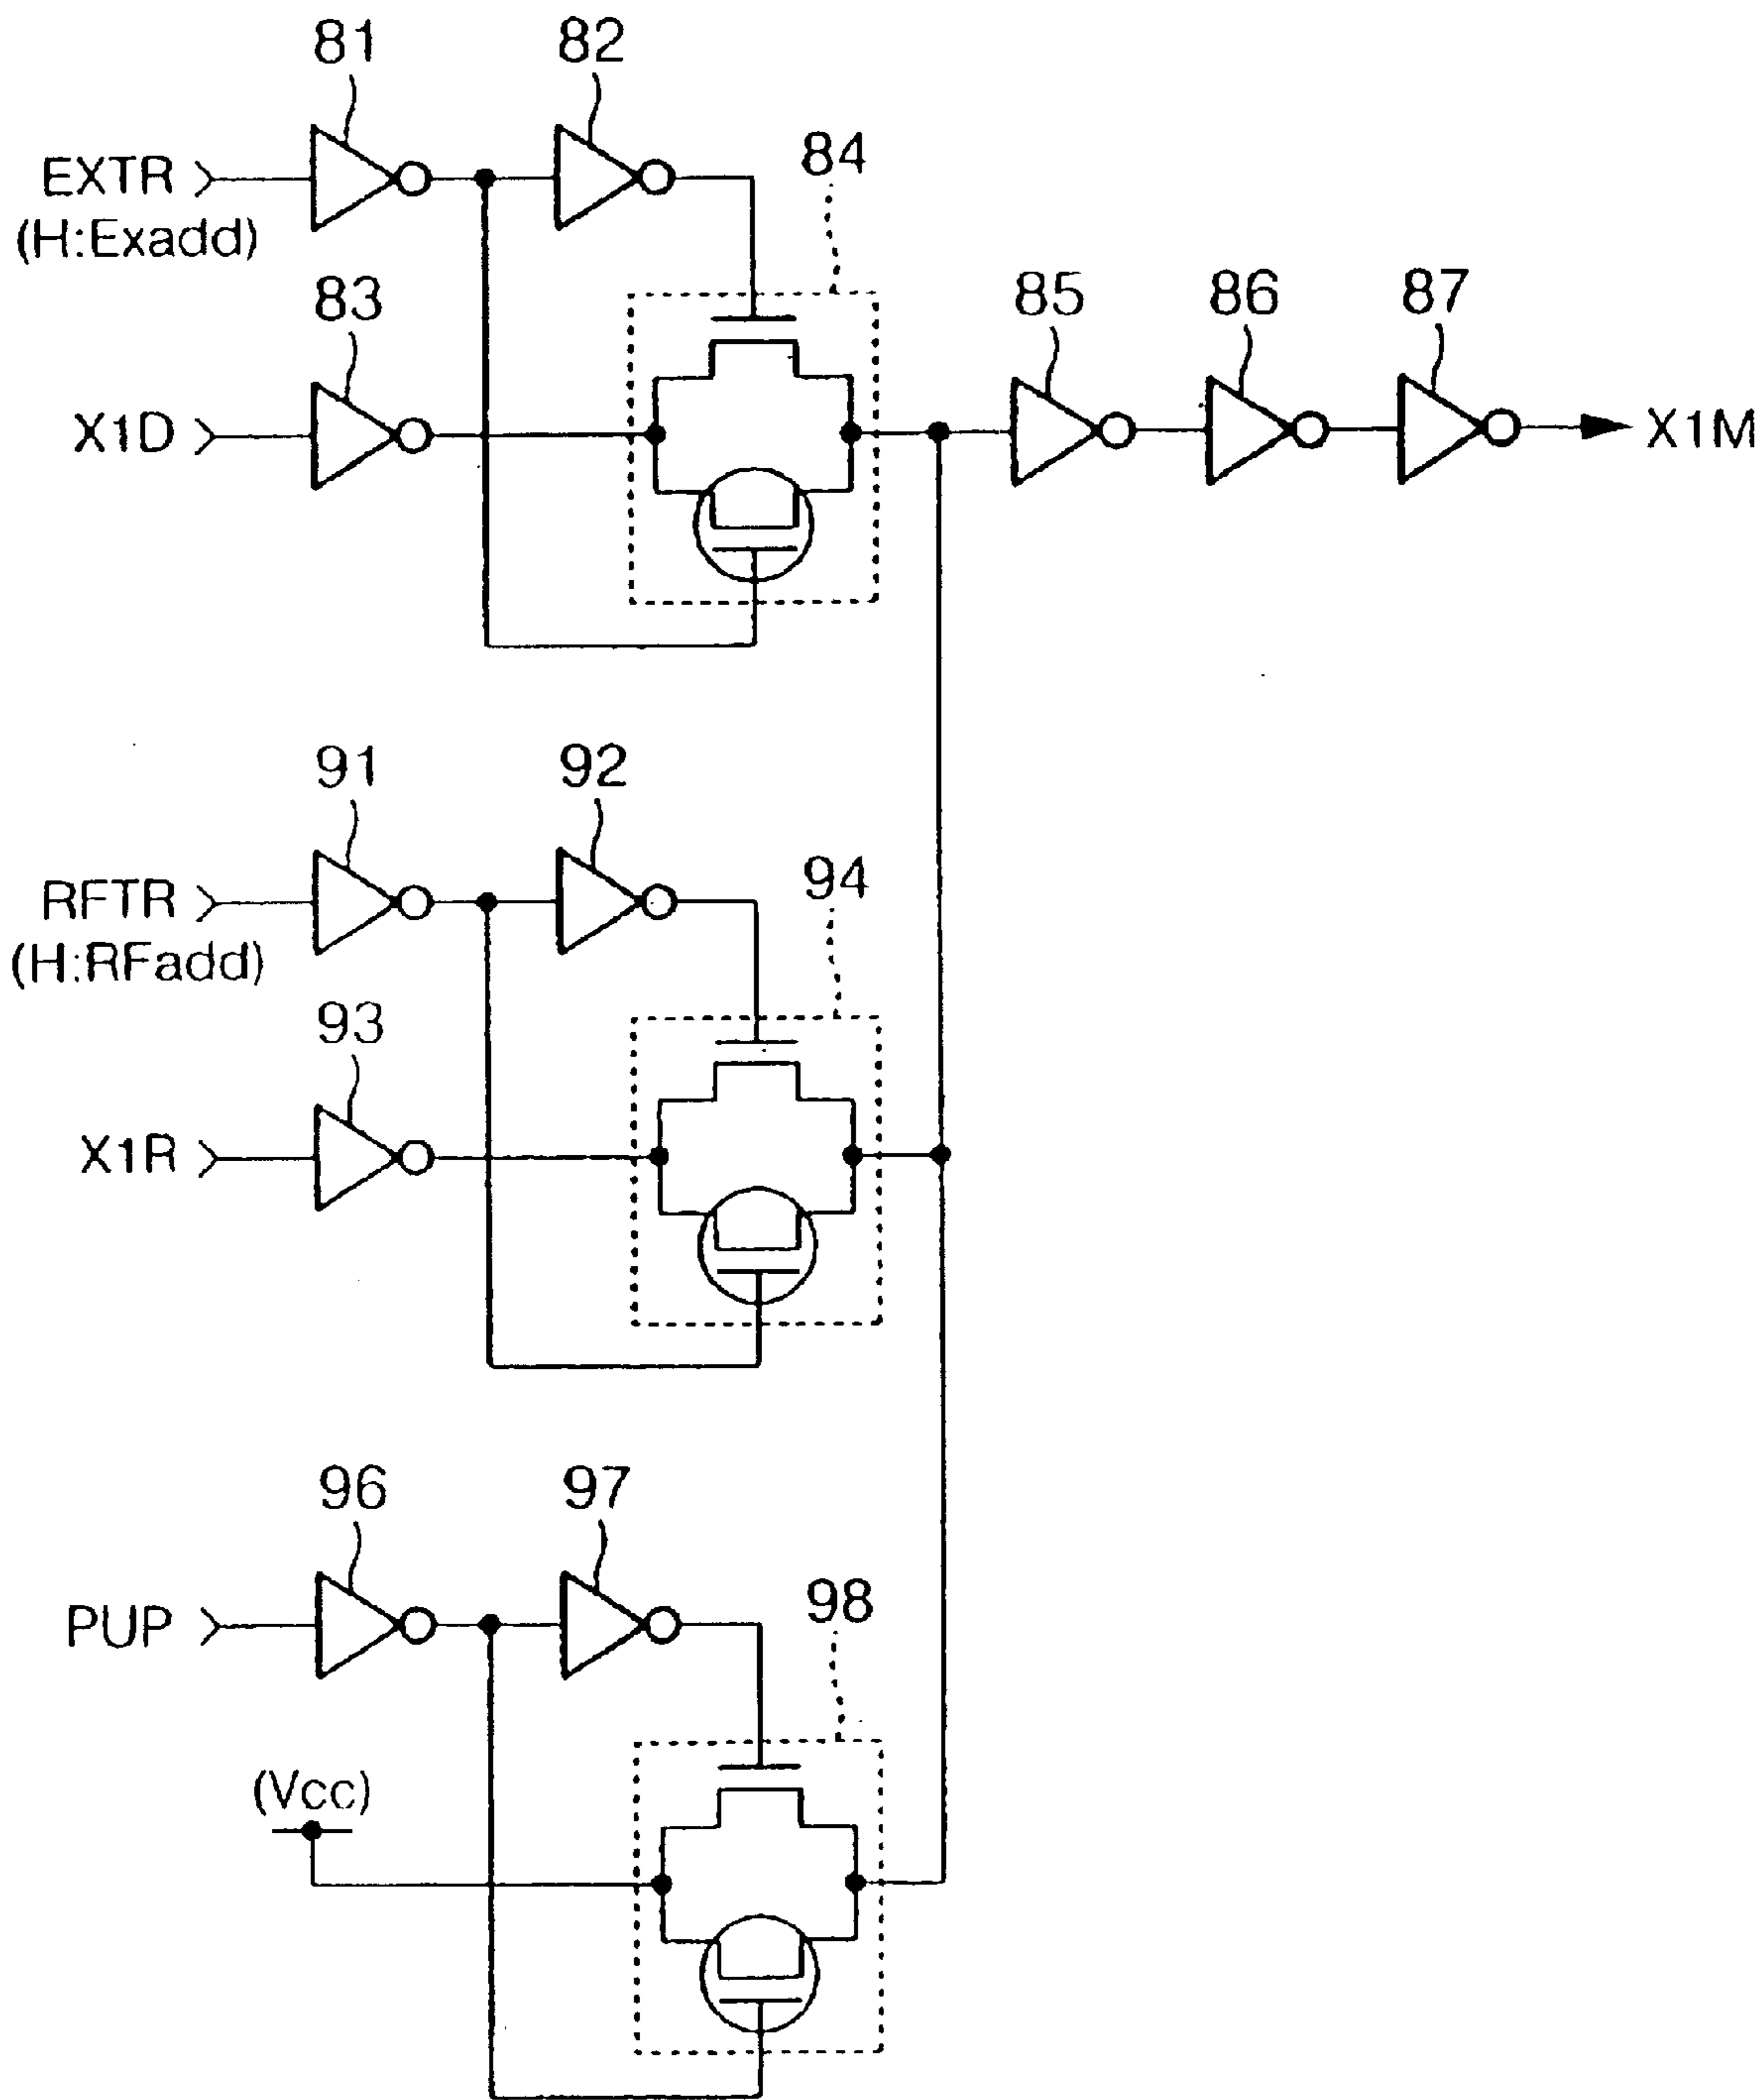 81
82
84
EXTR
(H:Exadd)
83
85
86
87
X1D
X1M
91
92
94
RFTR
(H:RFadd)
93
X1R
96
97
98
PUP
(Vcc)